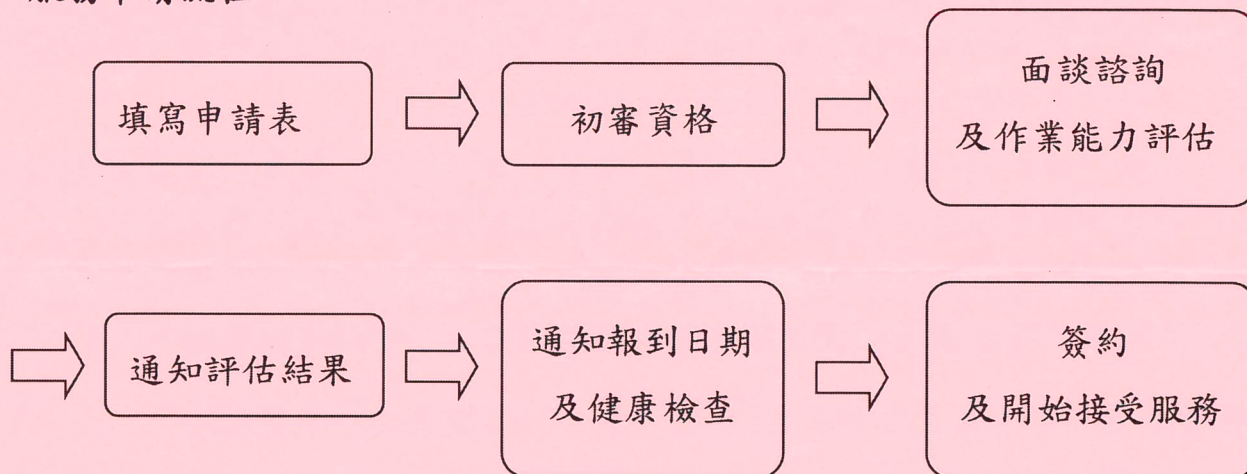 填寫申請表
初審資格
面談諮詢
及作業能力評估
通知評估結果
通知報到日期
及健康檢查
簽約
及開始接受服務